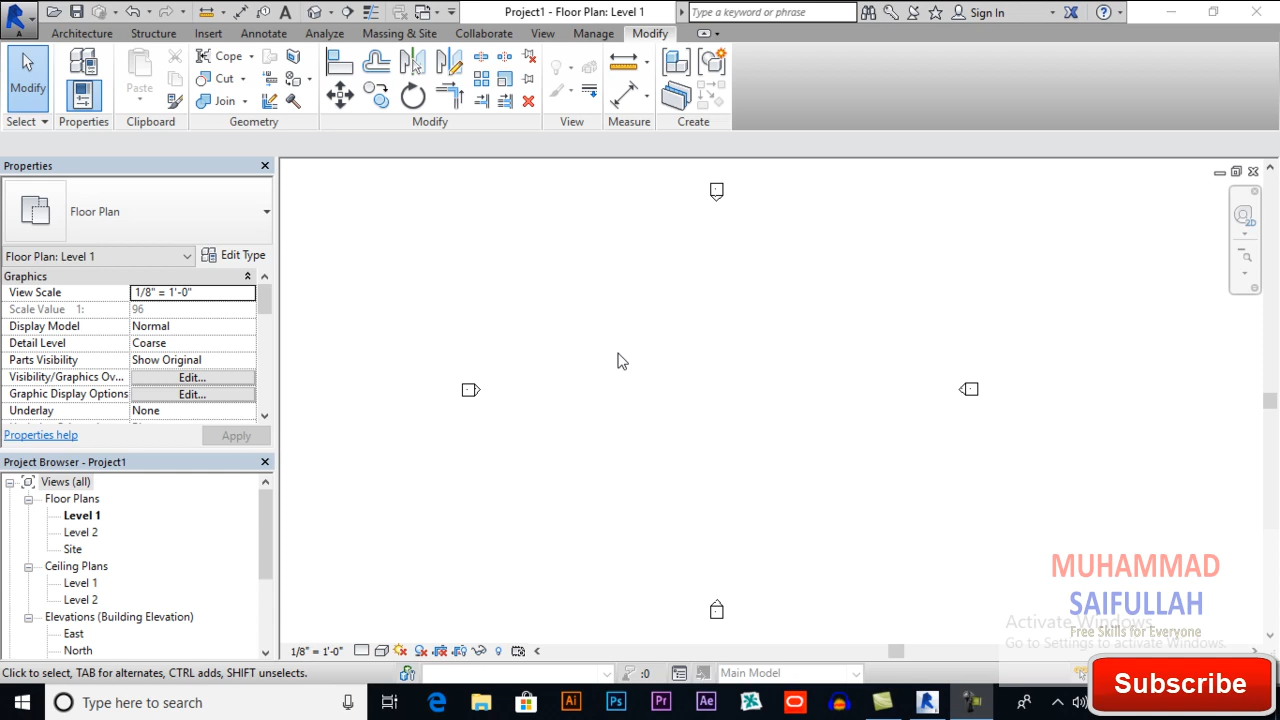 Project1 - Floor Plan: Level 1
Type a keyword or phrase
Sign In
Architecture
Structure
Insert
Annotate
Analyze
Massing & Site
Collaborate
View
Manage
Modify
Modify
Paste
Cope
Cut
Join
Select
Properties
Clipboard
Geometry
Modify
View
Measure
Create
Properties
Floor Plan
Floor Plan: Level 1
Edit Type
Graphics
View Scale
1/8" = 1'-0"
Scale Value 1:
96
Display Model
Normal
Detail Level
Coarse
Parts Visibility
Show Original
Visibility/Graphics Ov...
Edit...
Graphic Display Options
Edit...
Underlay
None
Properties help
Apply
Project Browser - Project1
Views (all)
Floor Plans
Level 1
Level 2
Site
Ceiling Plans
Level 1
Level 2
Elevations (Building Elevation)
East
North
2D
1/8" = 1'-0"
MUHAMMAD
SAIFULLAH
Free Skills for Everyone
Activate Windows
Go to Settings to activate Windows.
Click to select, TAB for alternates, CTRL adds, SHIFT unselects.
:0
Main Model
Subscribe
Type here to search
Ai
Ps
Pr
Ae